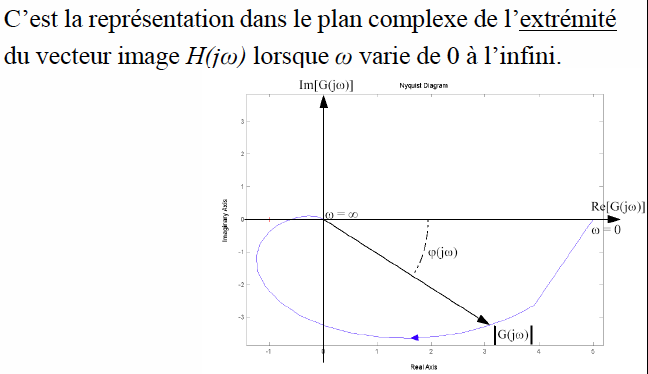 C’est la représentation dans le plan complexe de l’extrémité
du vecteur image H(jω) lorsque ω varie de 0 à l’infini.
Im[G(jω)]
Nyquist Diagram
3
2
1
Re[G(jω)]
Imaginary Axis
0
ω = ∞
ω = 0
φ(jω)
-1
-2
-3
|G(jω)|
-1
0
1
2
3
4
5
Real Axis